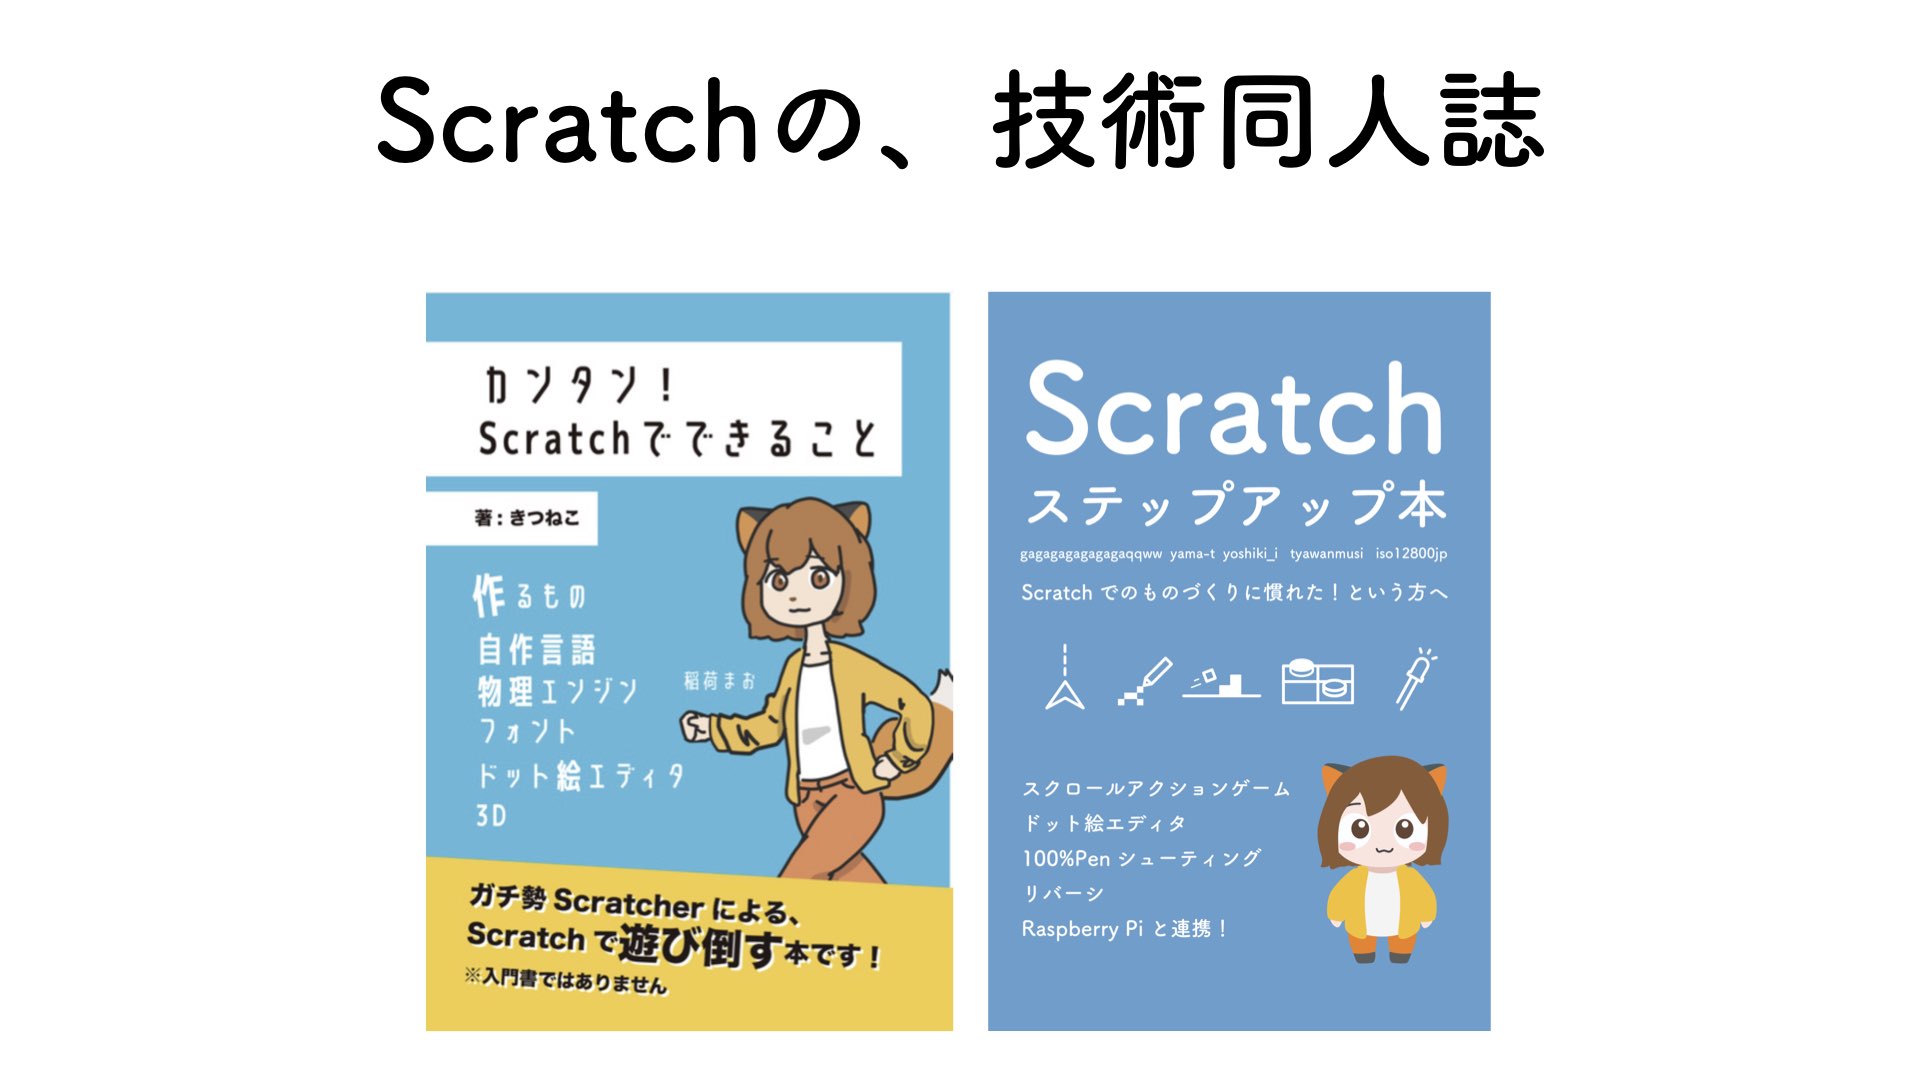 Scratchの、技術同人誌
カンタン！
Scratchでできること
著：きつねこ
作るもの
自作言語
物理エンジン
フォント
ドット絵エディタ
3D
稲荷まお
ガチ勢Scratcherによる、
Scratchで遊び倒す本です！
※入門書ではありません
Scratch
ステップアップ本
gagagagagagagaqqww yama-t yoshiki_i tyawanmusi iso12800jp
Scratchでのものづくりに慣れた！という方へ
スクロールアクションゲーム
ドット絵エディタ
100%Penシューティング
リバーシ
Raspberry Piと連携！